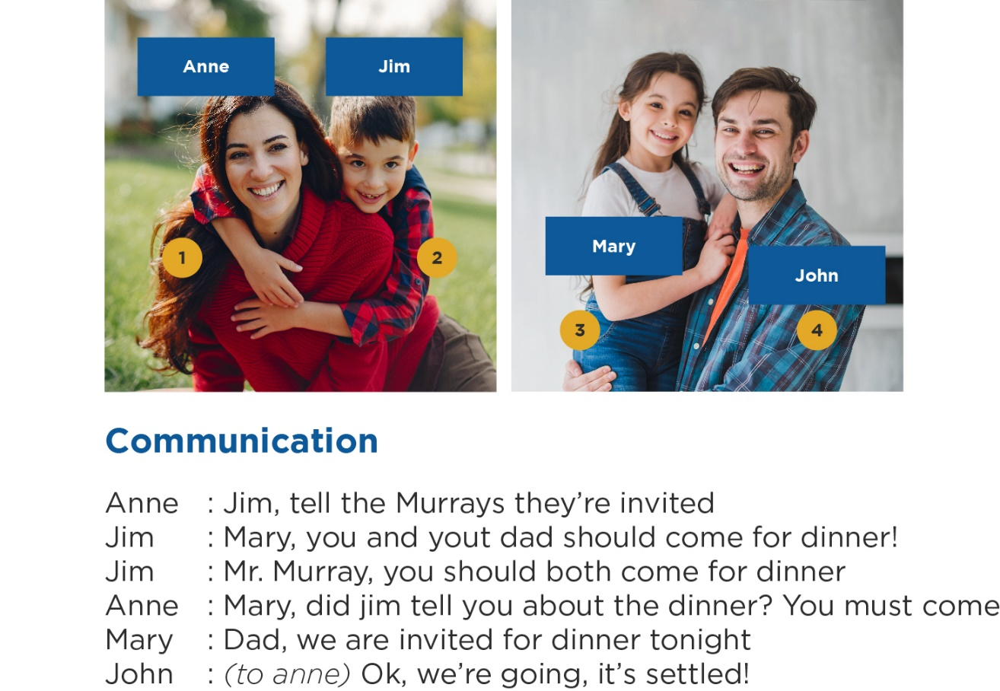 Anne
Jim
1
2
Mary
John
3
4
Communication
Anne : Jim, tell the Murrays they're invited
Jim : Mary, you and yout dad should come for dinner!
Jim : Mr. Murray, you should both come for dinner
Anne : Mary, did jim tell you about the dinner? You must come
Mary : Dad, we are invited for dinner tonight
John : (to anne) Ok, we're going, it's settled!